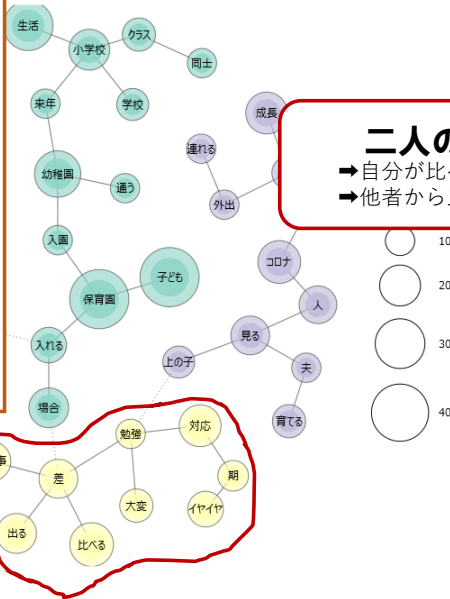 生活
クラス
小学校
同士
来年
学校
成長
連れる
幼稚園
通う
外出
二人の
➡自分が比べ
➡他者から
入園
10
コロナ
子ども
20
保育園
人
見る
入れる
30
上の子
夫
場合
40
育てる
対応
勉強
事
差
期
大変
イヤイヤ
出る
比べる